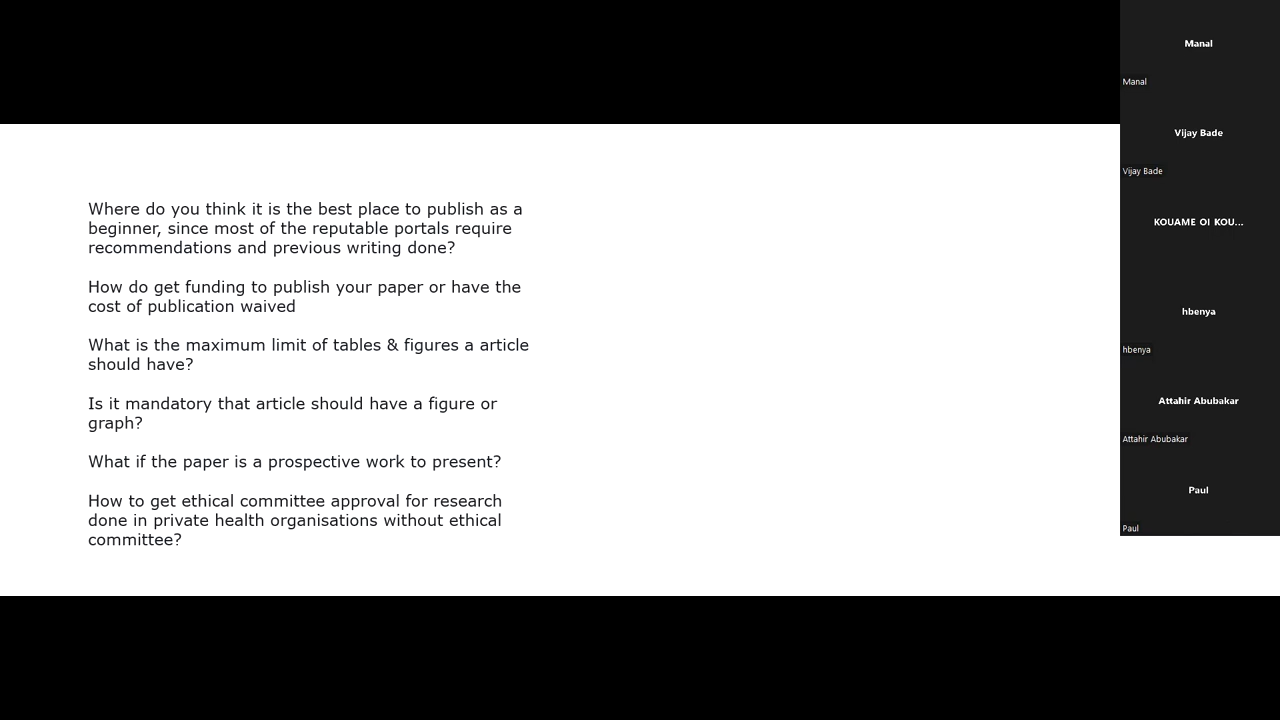 Where do you think it is the best place to publish as a
beginner, since most of the reputable portals require
recommendations and previous writing done?
How do get funding to publish your paper or have the
cost of publication waived
What is the maximum limit of tables & figures a article
should have?
Is it mandatory that article should have a figure or
graph?
What if the paper is a prospective work to present?
How to get ethical committee approval for research
done in private health organisations without ethical
committee?
Manal
Manal
Vijay Bade
Vijay Bade
KOUAME OI KOU...
hbenya
hbenya
Attahir Abubakar
Attahir Abubakar
Paul
Paul